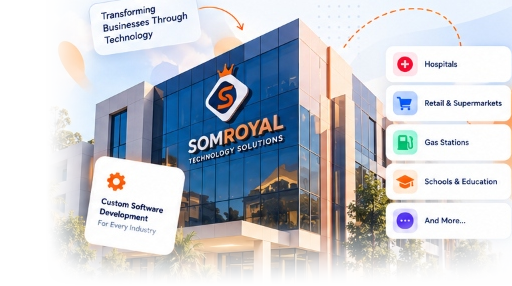 Transforming
Businesses Through
Technology
SOMROYAL
TECHNOLOGY SOLUTIONS
Custom Software
Development
For Every Industry
Hospitals
Retail & Supermarkets
Gas Stations
Schools & Education
And More...